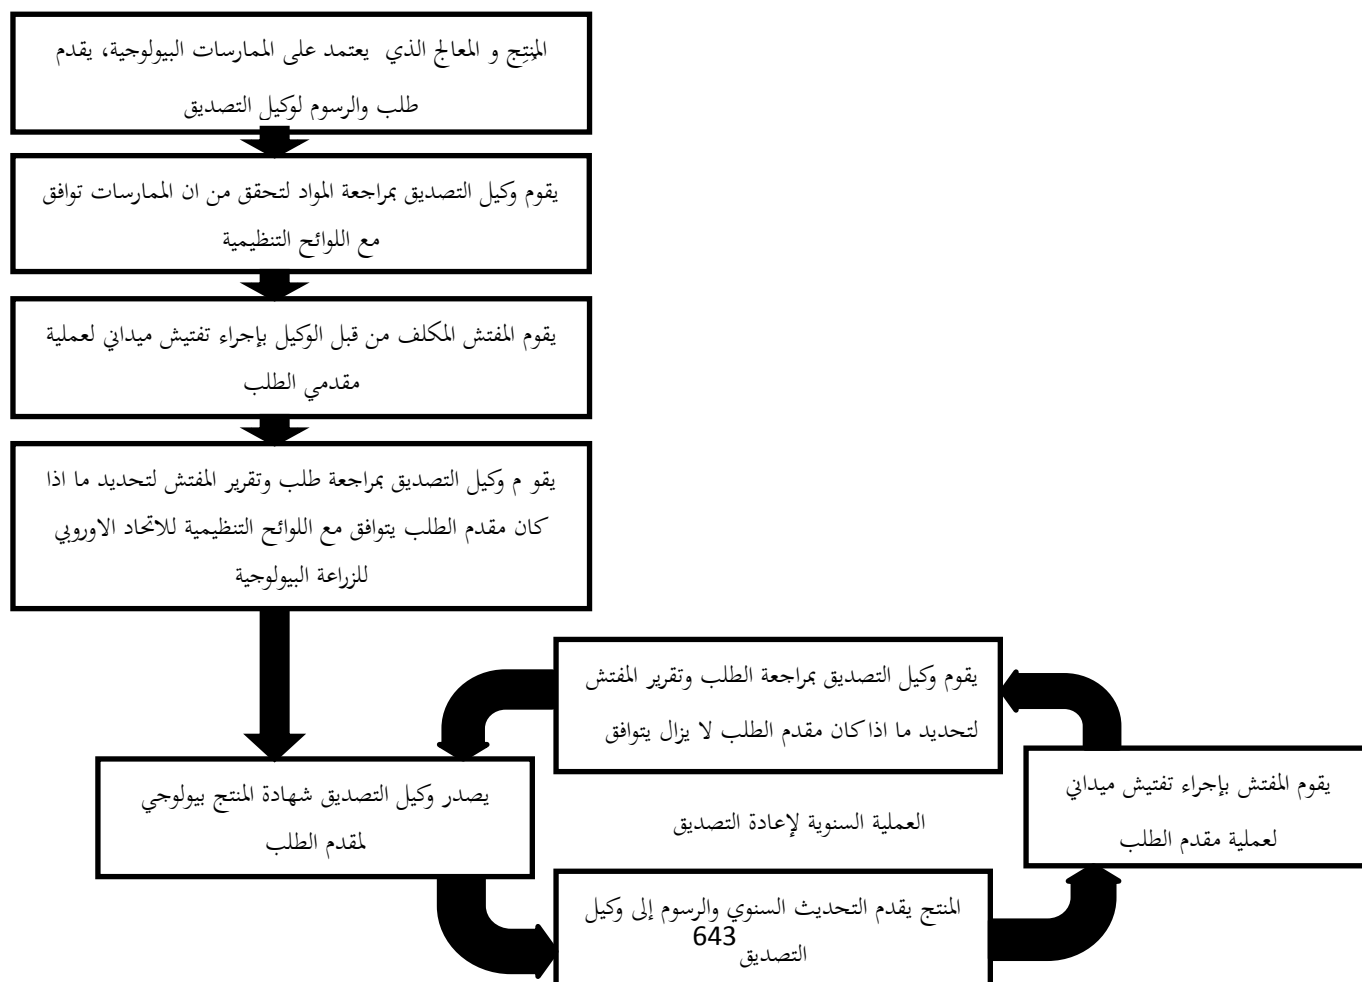 المُنتِج و المعالج الذي يعتمد على الممارسات البيولوجية، يقدم
طلب والرسوم لوكيل التصديق
يقوم وكيل التصديق بمراجعة المواد لتحقق من ان الممارسات توافق
مع اللوائح التنظيمية
يقوم المفتش المكلف من قبل الوكيل بإجراء تفتيش ميداني لعملية
مقدمي الطلب
يقو م وكيل التصديق بمراجعة طلب وتقرير المفتش لتحديد ما اذا
كان مقدم الطلب يتوافق مع اللوائح التنظيمية للاتحاد الاوروبي
للزراعة البيولوجية
يقوم وكيل التصديق بمراجعة الطلب وتقرير المفتش
لتحديد ما اذا كان مقدم الطلب لا يزال يتوافق
يقوم المفتش بإجراء تفتيش ميداني
لعملية مقدم الطلب
يصدر وكيل التصديق شهادة المنتج بيولوجي
لمقدم الطلب
العملية السنوية لإعادة التصديق
المنتج يقدم التحديث السنوي والرسوم إلى وكيل
التصديق
643